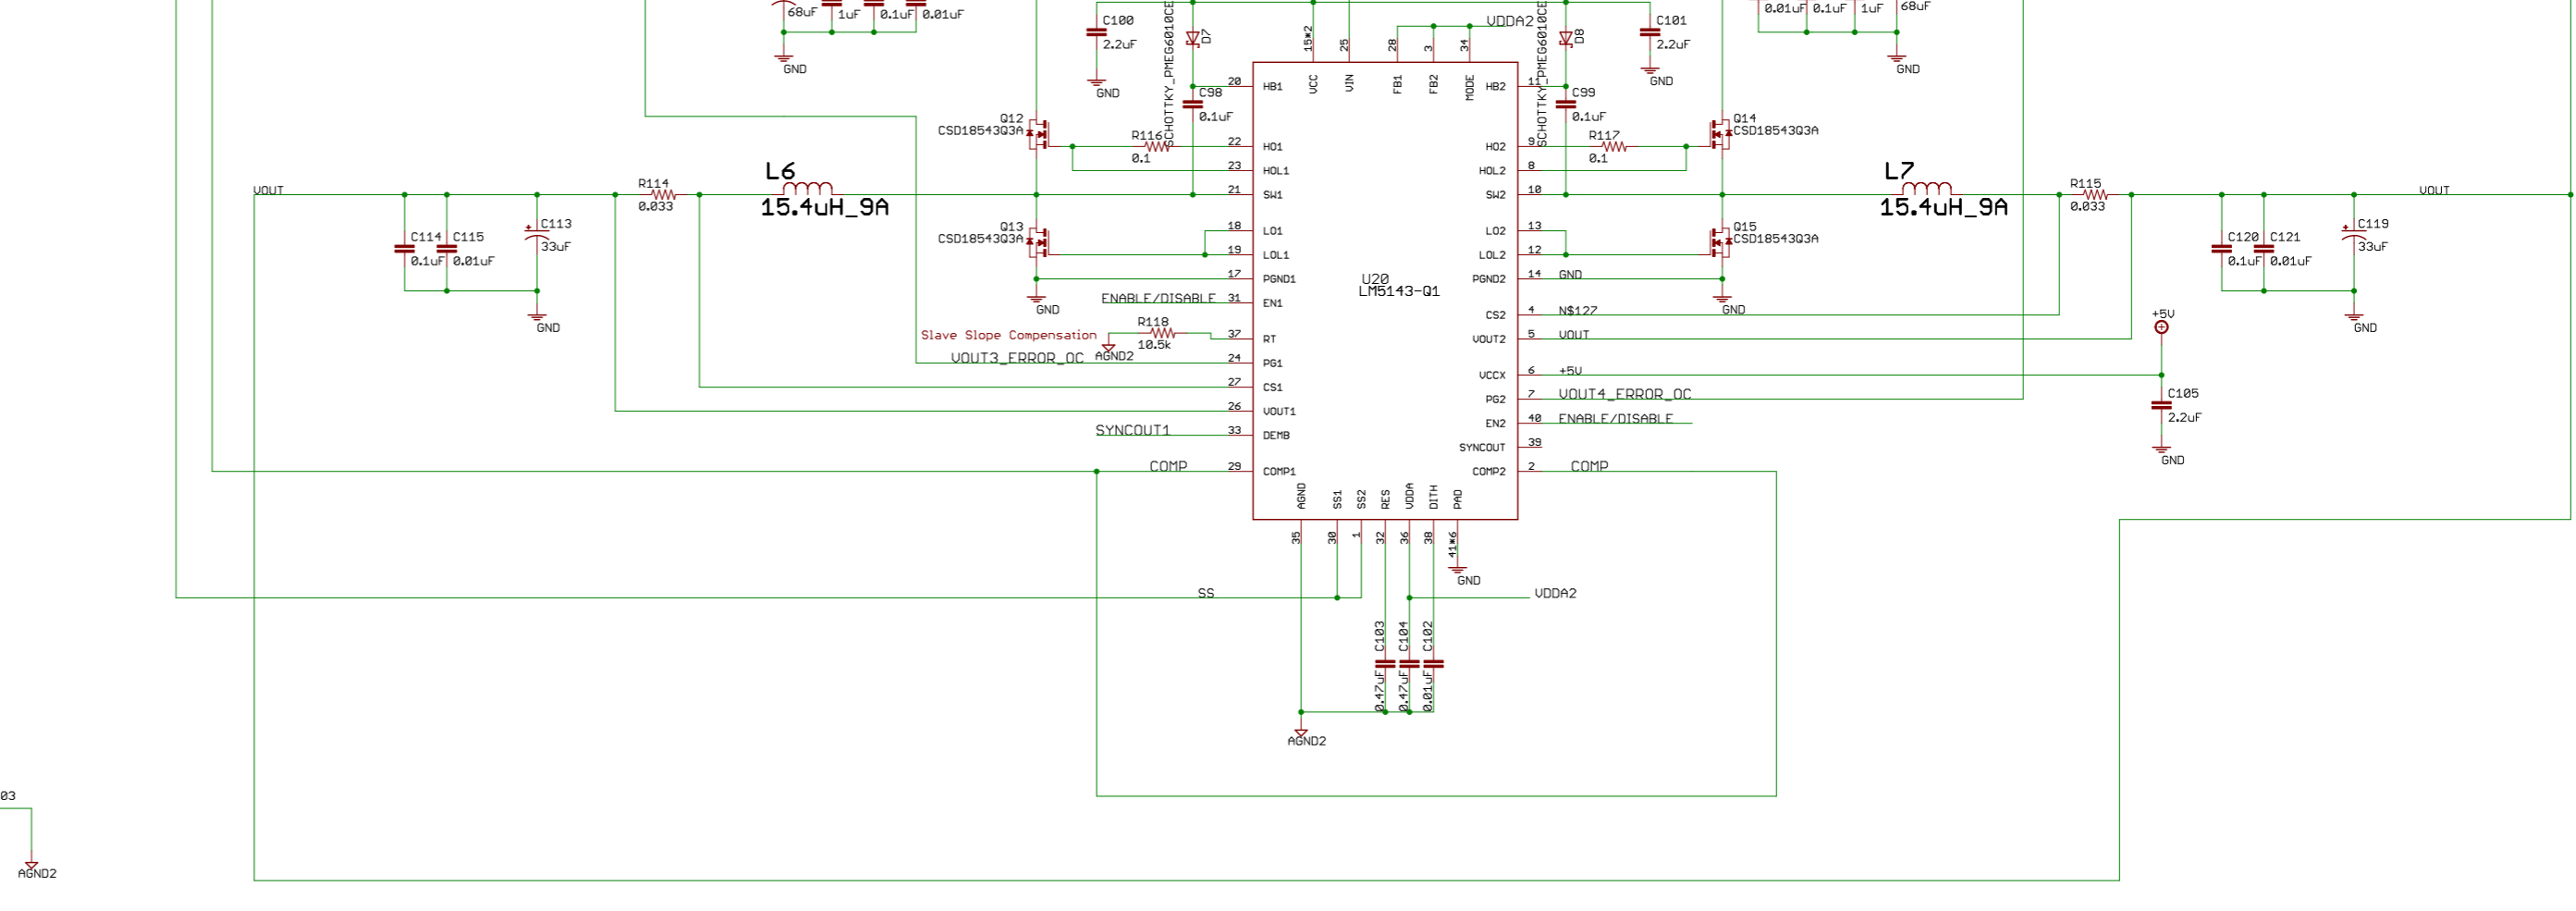 68uF
1uF
0.1uF
0.01uF
GND
C100
2.2uF
GND
SCHOTTKY_PMEG6010CE
D7
15*2
25
28
3
34
VDDA2
SCHOTTKY_PMEG6010CE
D8
C101
2.2uF
GND
0.01uF
0.1uF
1uF
68uF
GND
20
HB1
VCC
VIN
FB1
FB2
MODE
HB2
11
C98
0.1uF
C99
0.1uF
Q12
CSD18543Q3A
R116
0.1
22
HO1
HO2
9
R117
0.1
Q14
CSD18543Q3A
23
HOL1
HOL2
8
VOUT
R114
0.033
L6
15.4uH_9A
21
SW1
SW2
10
L7
15.4uH_9A
R115
0.033
VOUT
C114
0.1uF
C115
0.01uF
C113
33uF
GND
Q13
CSD18543Q3A
18
LO1
LO2
13
Q15
CSD18543Q3A
C120
0.1uF
C121
0.01uF
C119
33uF
GND
19
LOL1
LOL2
12
17
PGND1
U20
LM5143-Q1
PGND2
14
GND
GND
GND
ENABLE/DISABLE
31
EN1
CS2
4
N$127
Slave Slope Compensation
AGND2
R118
10.5k
37
RT
VOUT2
5
VOUT
+5V
VOUT3_ERROR_OC
24
PG1
VCCX
6
+5V
27
CS1
PG2
7
VOUT4_ERROR_OC
C105
2.2uF
GND
26
VOUT1
EN2
40
ENABLE/DISABLE
SYNCOUT1
33
DEMB
SYNCOUT
39
COMP
29
COMP1
COMP2
2
COMP
AGND
SS1
SS2
RES
VDDA
DITH
PAD
35
30
1
32
36
38
41*6
GND
SS
VDDA2
C103
0.47uF
C104
0.47uF
C102
0.01uF
AGND2
03
AGND2